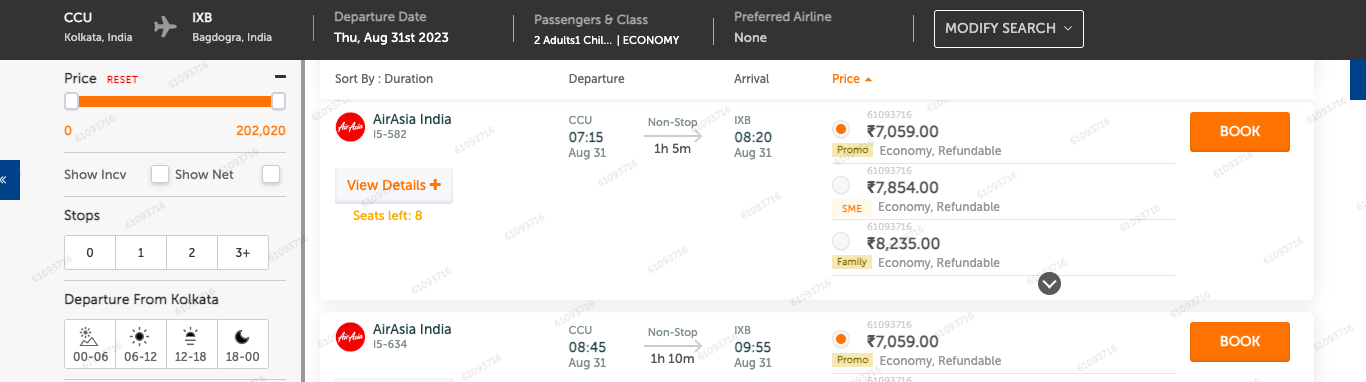 CCU
Kolkata, India
IXB
Bagdogra, India
Departure Date
Thu, Aug 31st 2023
Passengers & Class
2 Adults1 Chil... | ECONOMY
Preferred Airline
None
MODIFY SEARCH
Price RESET
0 202,020
Show Incv Show Net
Stops
0 1 2 3+
Departure From Kolkata
00-06 06-12 12-18 18-00
Sort By : Duration Departure Arrival Price
AirAsia
AirAsia India
I5-582
View Details +
Seats left: 8
CCU
07:15
Aug 31
Non-Stop
1h 5m
IXB
08:20
Aug 31
61093716
₹7,059.00
Promo Economy, Refundable
61093716
₹7,854.00
SME Economy, Refundable
61093716
₹8,235.00
Family Economy, Refundable
BOOK
AirAsia
AirAsia India
I5-634
CCU
08:45
Aug 31
Non-Stop
1h 10m
IXB
09:55
Aug 31
61093716
₹7,059.00
Promo Economy, Refundable
61093716
BOOK